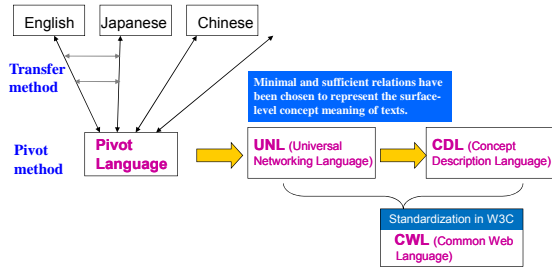 English
Japanese
Chinese
Transfer
method
Minimal and sufficient relations have
been chosen to represent the surface-
level concept meaning of texts.
Pivot
method
Pivot
Language
UNL (Universal
Networking Language)
CDL (Concept
Description Language)
Standardization in W3C
CWL (Common Web
Language)